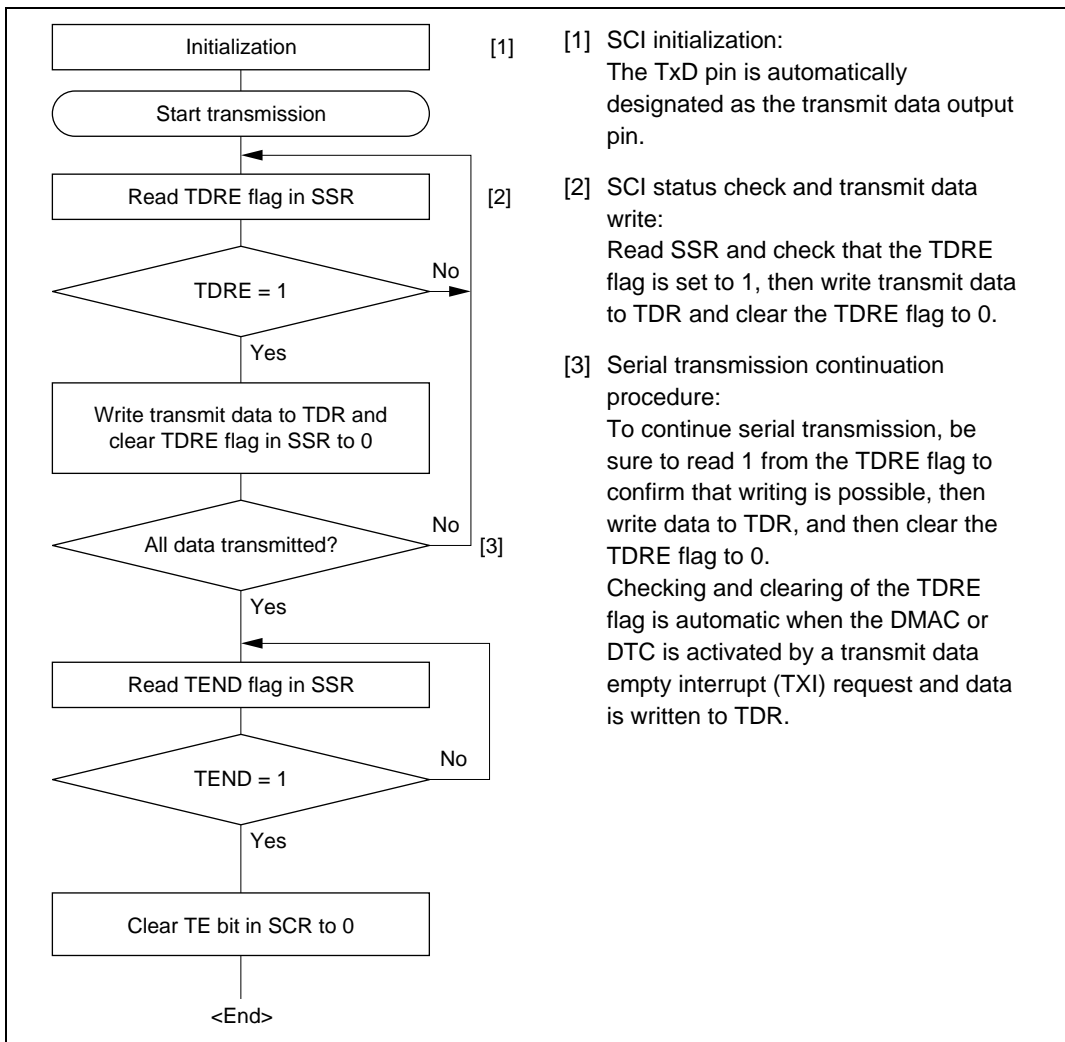 Initialization
[1]
Start transmission
Read TDRE flag in SSR
[2]
No
TDRE = 1
Yes
Write transmit data to TDR and
clear TDRE flag in SSR to 0
No
All data transmitted?
[3]
Yes
Read TEND flag in SSR
No
TEND = 1
Yes
Clear TE bit in SCR to 0
<End>
[1] SCI initialization:
The TxD pin is automatically
designated as the transmit data output
pin.
[2] SCI status check and transmit data
write:
Read SSR and check that the TDRE
flag is set to 1, then write transmit data
to TDR and clear the TDRE flag to 0.
[3] Serial transmission continuation
procedure:
To continue serial transmission, be
sure to read 1 from the TDRE flag to
confirm that writing is possible, then
write data to TDR, and then clear the
TDRE flag to 0.
Checking and clearing of the TDRE
flag is automatic when the DMAC or
DTC is activated by a transmit data
empty interrupt (TXI) request and data
is written to TDR.